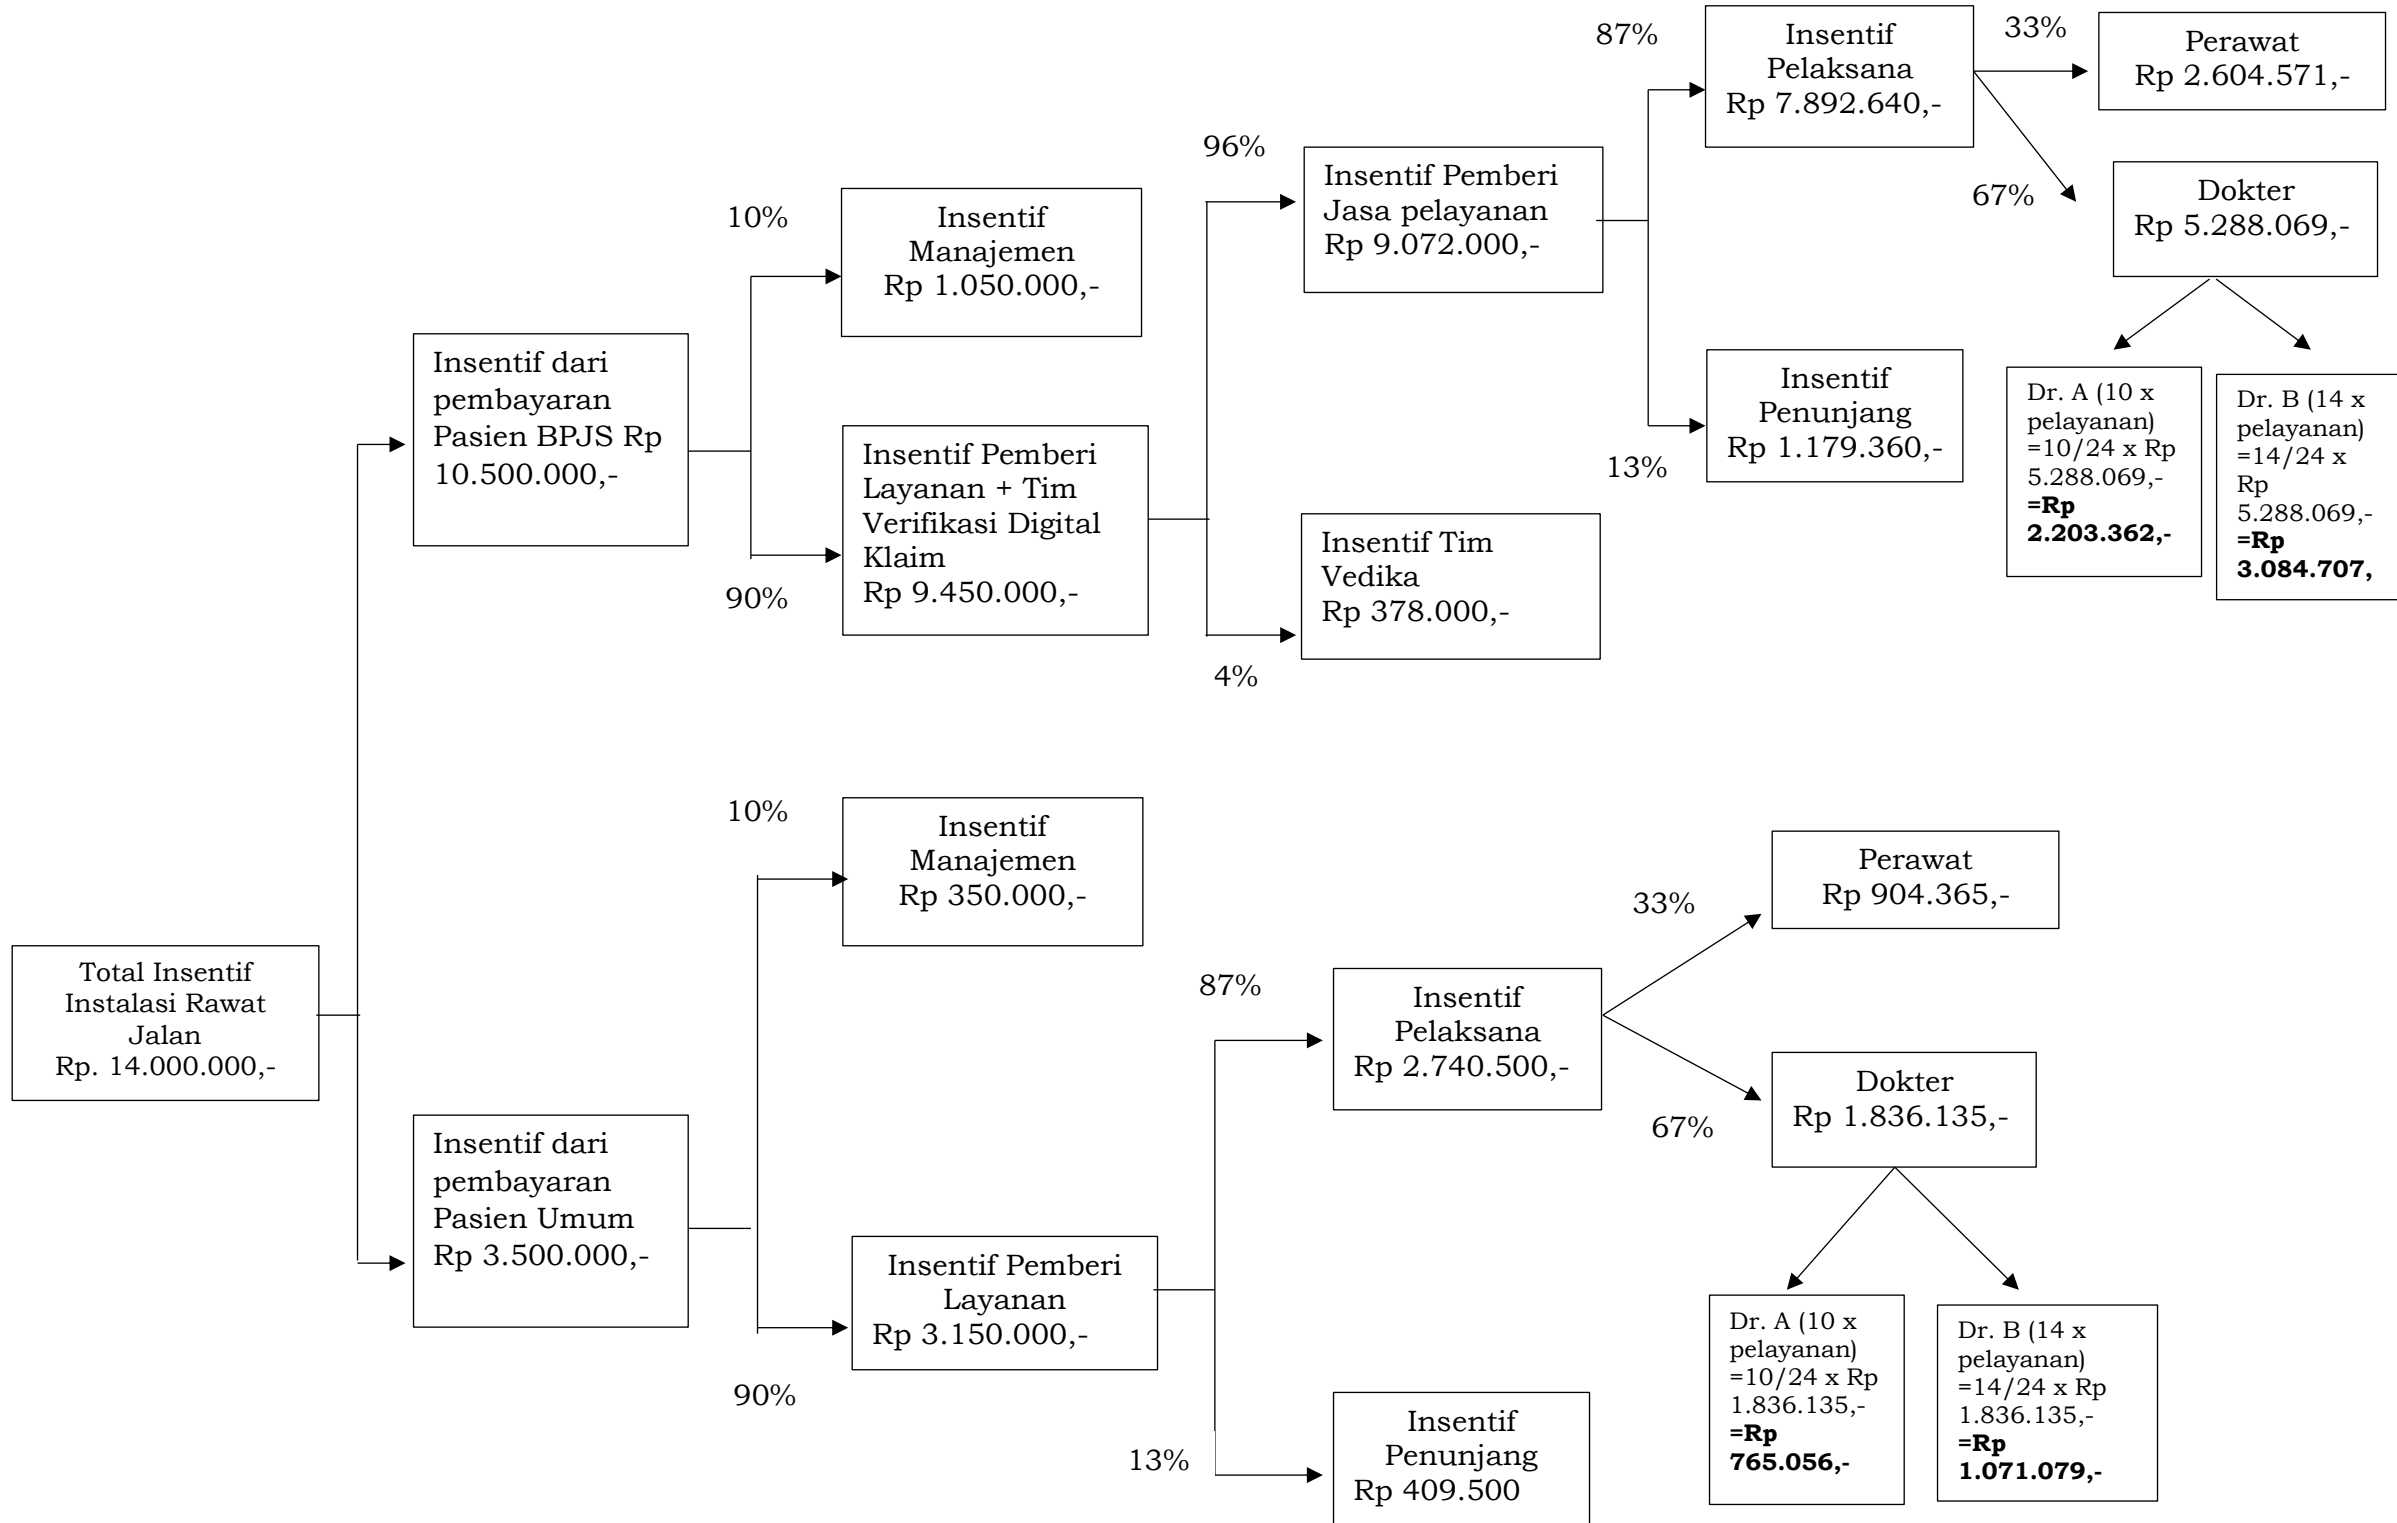 87%
Insentif
Pelaksana
Rp 7.892.640,-
33%
Perawat
Rp 2.604.571,-
67%
Dokter
Rp 5.288.069,-
96%
Insentif Pemberi
Jasa pelayanan
Rp 9.072.000,-
10%
Insentif
Manajemen
Rp 1.050.000,-
Insentif dari
pembayaran
Pasien BPJS Rp
10.500.000,-
90%
Insentif Pemberi
Layanan + Tim
Verifikasi Digital
Klaim
Rp 9.450.000,-
13%
Insentif
Penunjang
Rp 1.179.360,-
Dr. A (10 x
pelayanan)
=10/24 x Rp
5.288.069,-
=Rp
2.203.362,-
Dr. B (14 x
pelayanan)
=14/24 x
Rp
5.288.069,-
=Rp
3.084.707,
4%
Insentif Tim
Vedika
Rp 378.000,-
10%
Insentif
Manajemen
Rp 350.000,-
Total Insentif
Instalasi Rawat
Jalan
Rp. 14.000.000,-
Insentif dari
pembayaran
Pasien Umum
Rp 3.500.000,-
90%
Insentif Pemberi
Layanan
Rp 3.150.000,-
87%
Insentif
Pelaksana
Rp 2.740.500,-
33%
Perawat
Rp 904.365,-
67%
Dokter
Rp 1.836.135,-
13%
Insentif
Penunjang
Rp 409.500
Dr. A (10 x
pelayanan)
=10/24 x Rp
1.836.135,-
=Rp
765.056,-
Dr. B (14 x
pelayanan)
=14/24 x Rp
1.836.135,-
=Rp
1.071.079,-